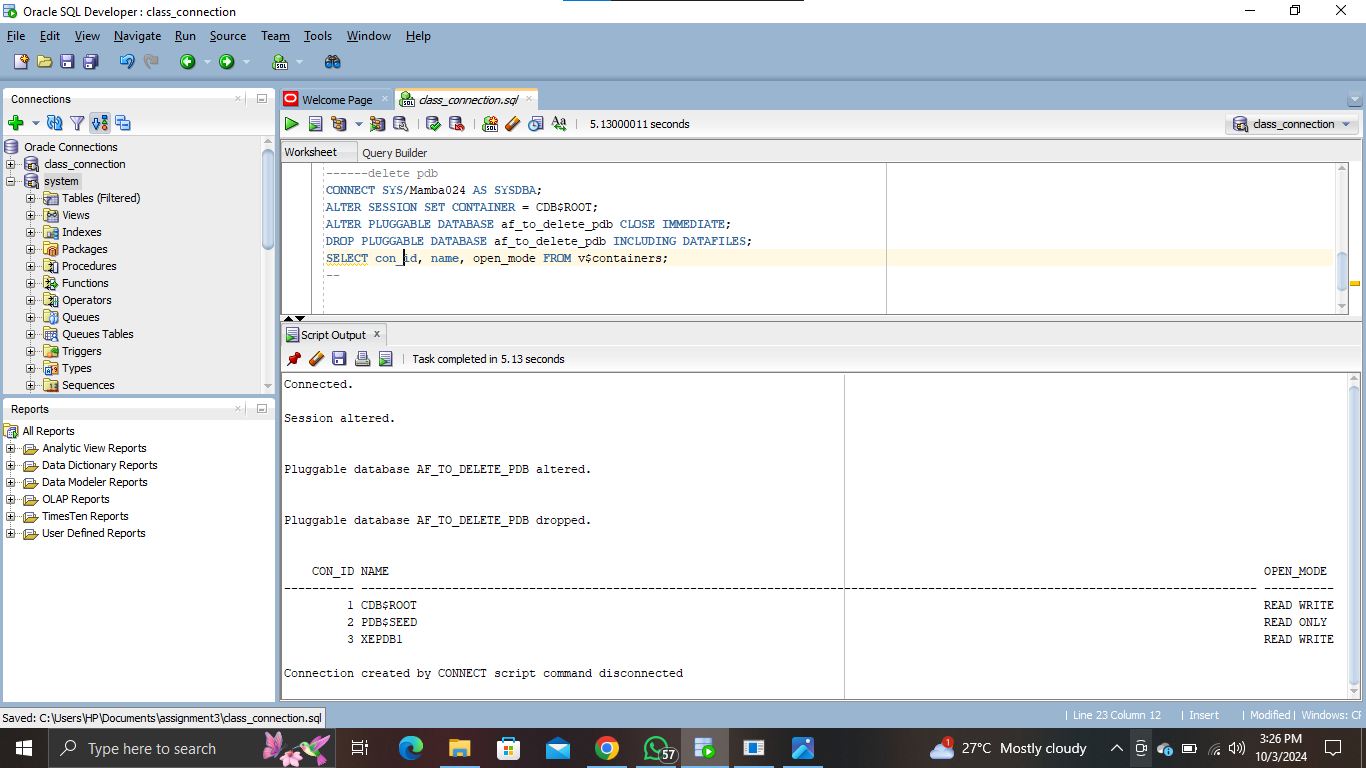 Oracle SQL Developer : class_connection
File Edit View Navigate Run Source Team Tools Window Help
Connections
Oracle Connections
class_connection
system
Tables (Filtered)
Views
Indexes
Packages
Procedures
Functions
Operators
Queues
Queues Tables
Triggers
Types
Sequences
Reports
All Reports
Analytic View Reports
Data Dictionary Reports
Data Modeler Reports
OLAP Reports
TimesTen Reports
User Defined Reports
Welcome Page class_connection.sql
5.13000011 seconds
class_connection
Worksheet Query Builder
------delete pdb
CONNECT SYS/Mamba024 AS SYSDBA;
ALTER SESSION SET CONTAINER = CDB$ROOT;
ALTER PLUGGABLE DATABASE af_to_delete_pdb CLOSE IMMEDIATE;
DROP PLUGGABLE DATABASE af_to_delete_pdb INCLUDING DATAFILES;
SELECT con_id, name, open_mode FROM v$containers;
--
Script Output x
Task completed in 5.13 seconds
Connected.
Session altered.
Pluggable database AF_TO_DELETE_PDB altered.
Pluggable database AF_TO_DELETE_PDB dropped.
CON_ID NAME OPEN_MODE
1 CDB$ROOT READ WRITE
2 PDB$SEED READ ONLY
3 XEPDB1 READ WRITE
Connection created by CONNECT script command disconnected
Saved: C:\Users\HP\Documents\assignment3\class_connection.sql
Line 23 Column 12 Insert Modified Windows: CF
Type here to search
57
1
27°C Mostly cloudy
3:26 PM
10/3/2024